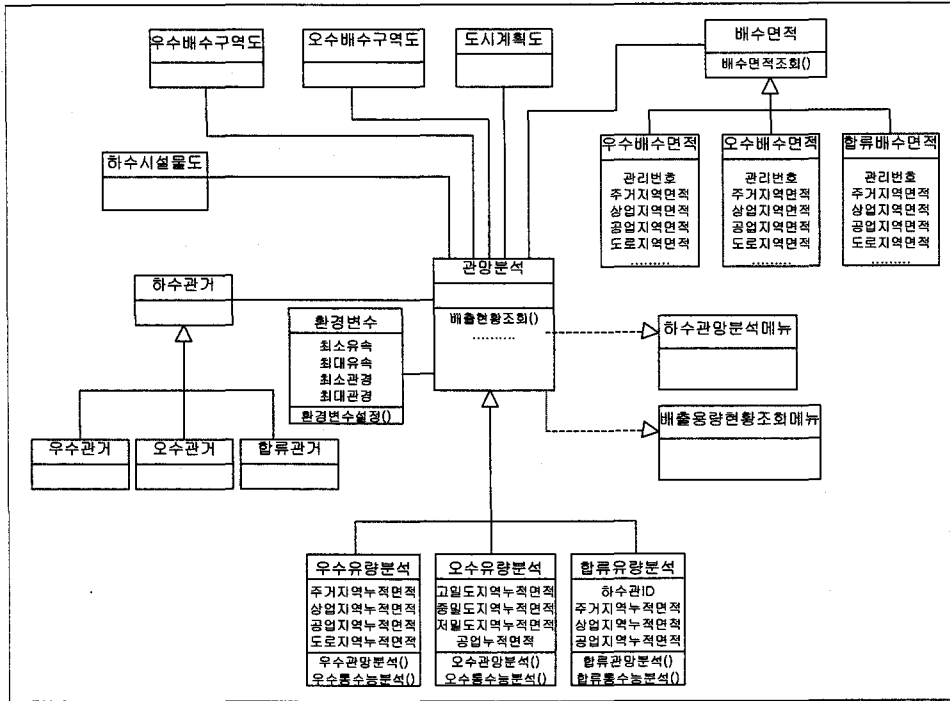 우수배수구역도
오수배수구역도
도시계획도
배수면적
배수면적조회()
하수시설물도
우수배수면적
관리번호
주거지역면적
상업지역면적
공업지역면적
도로지역면적
.........
오수배수면적
관리번호
주거지역면적
상업지역면적
공업지역면적
도로지역면적
.........
합류배수면적
관리번호
주거지역면적
상업지역면적
공업지역면적
도로지역면적
.........
관망분석
배출현황조회()
.........
하수관거
환경변수
최소유속
최대유속
최소관경
최대관경
환경변수설정()
하수관망분석메뉴
배출용량현황조회메뉴
우수관거
오수관거
합류관거
우수유량분석
주거지역누적면적
상업지역누적면적
공업지역누적면적
도로지역누적면적
우수관망분석()
우수통수능분석()
오수유량분석
고밀도지역누적면적
중밀도지역누적면적
저밀도지역누적면적
공업누적면적
오수관망분석()
오수통수능분석()
합류유량분석
하수관ID
주거지역누적면적
상업지역누적면적
공업지역누적면적
합류관망분석()
합류통수능분석()